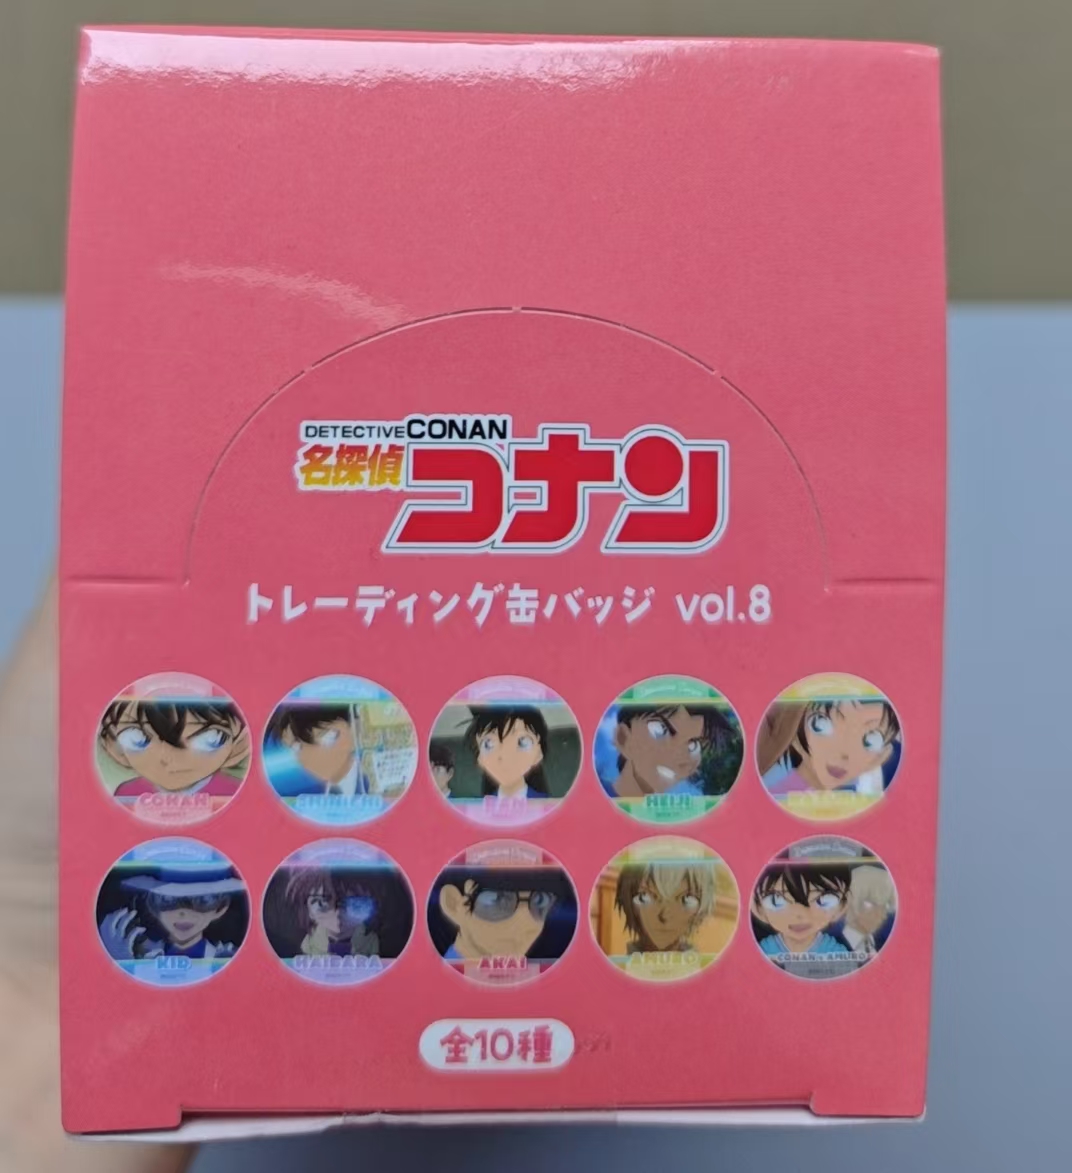 DETECTIVE CONAN
名探偵
コナン
トレーディング缶バッジ vol.8
CONAN
SHINICHI
RAN
HEIJI
KID
HAIBARA
AKAI
AMURO
CONAN & AMURO
全10種